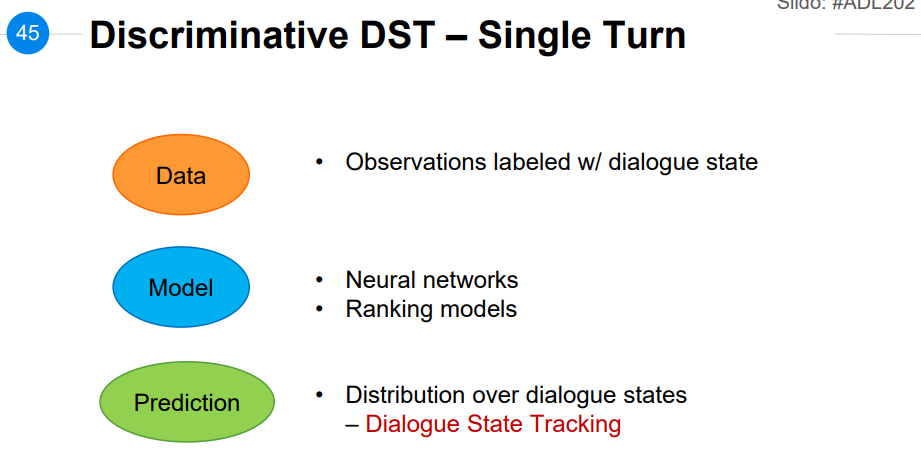 Slido: #ADL202
45
Discriminative DST – Single Turn
Data
• Observations labeled w/ dialogue state
Model
• Neural networks
• Ranking models
Prediction
• Distribution over dialogue states
– Dialogue State Tracking